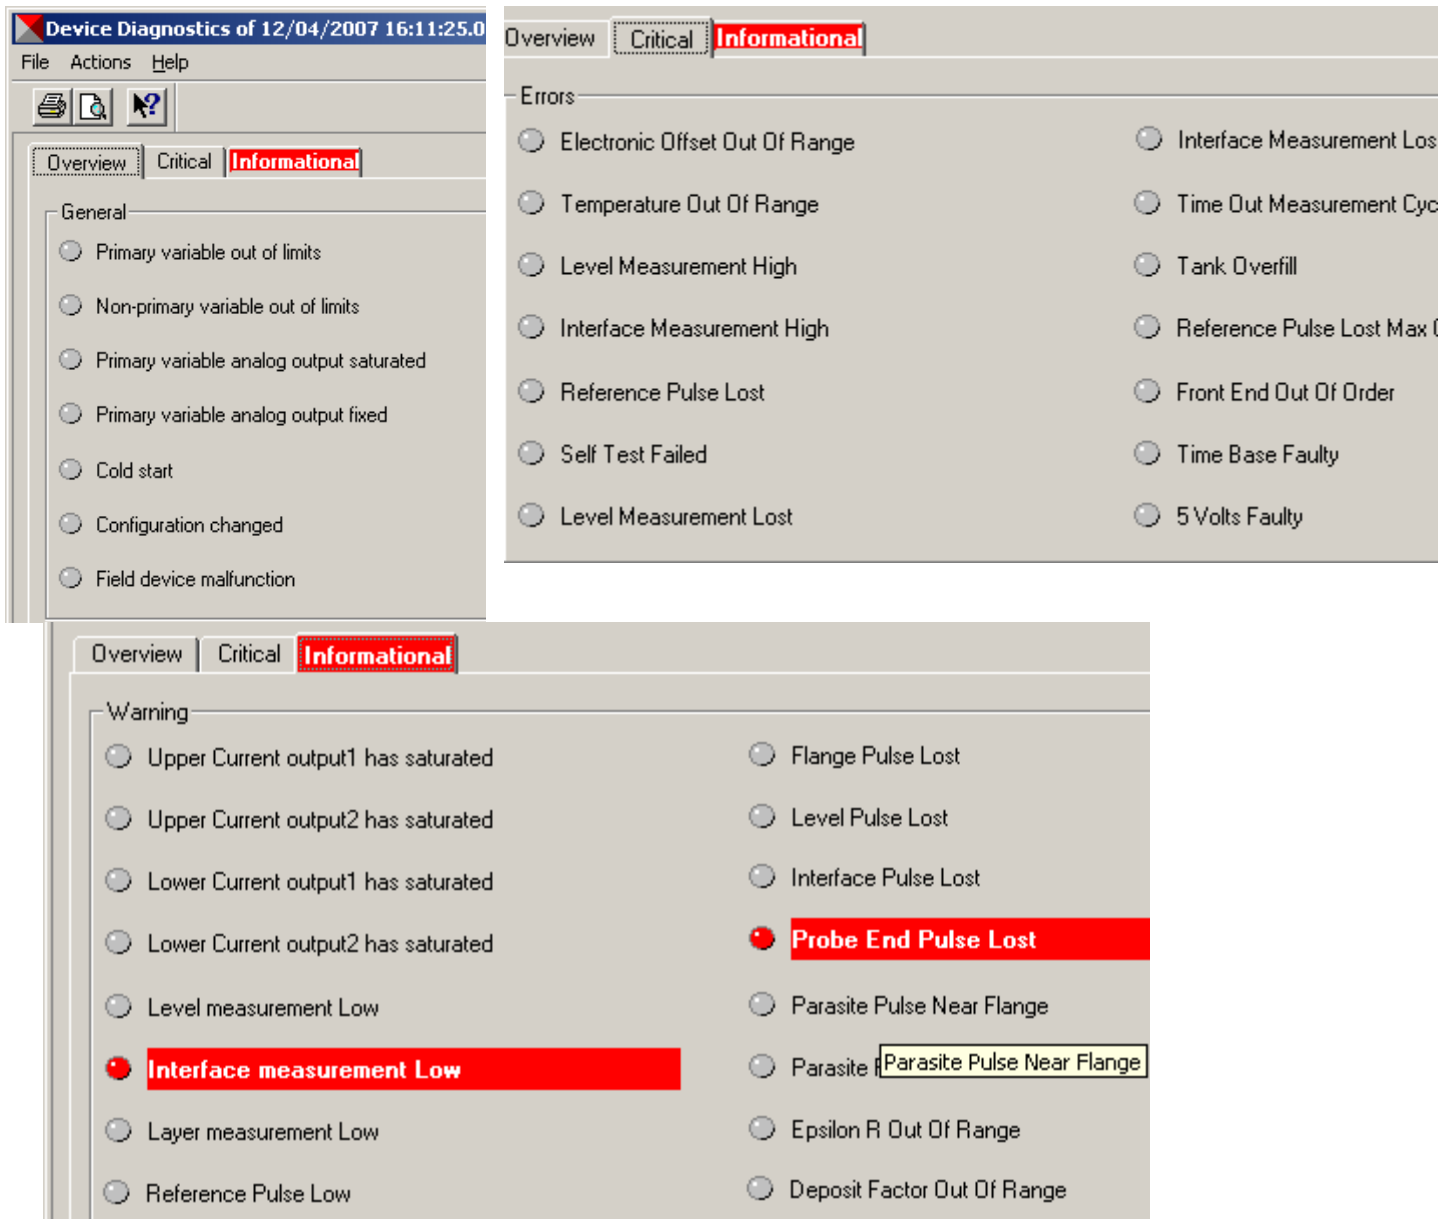 Device Diagnostics of 12/04/2007 16:11:25.0
File Actions Help
Overview Critical Informational
General
Primary variable out of limits
Non-primary variable out of limits
Primary variable analog output saturated
Primary variable analog output fixed
Cold start
Configuration changed
Field device malfunction
Overview Critical Informational
Errors
Electronic Offset Out Of Range
Temperature Out Of Range
Level Measurement High
Interface Measurement High
Reference Pulse Lost
Self Test Failed
Level Measurement Lost
Interface Measurement Los
Time Out Measurement Cyc
Tank Overfill
Reference Pulse Lost Max
Front End Out Of Order
Time Base Faulty
5 Volts Faulty
Overview Critical Informational
Warning
Upper Current output1 has saturated
Upper Current output2 has saturated
Lower Current output1 has saturated
Lower Current output2 has saturated
Level measurement Low
Interface measurement Low
Layer measurement Low
Reference Pulse Low
Flange Pulse Lost
Level Pulse Lost
Interface Pulse Lost
Probe End Pulse Lost
Parasite Pulse Near Flange
Parasite
Parasite Pulse Near Flange
Epsilon R Out Of Range
Deposit Factor Out Of Range